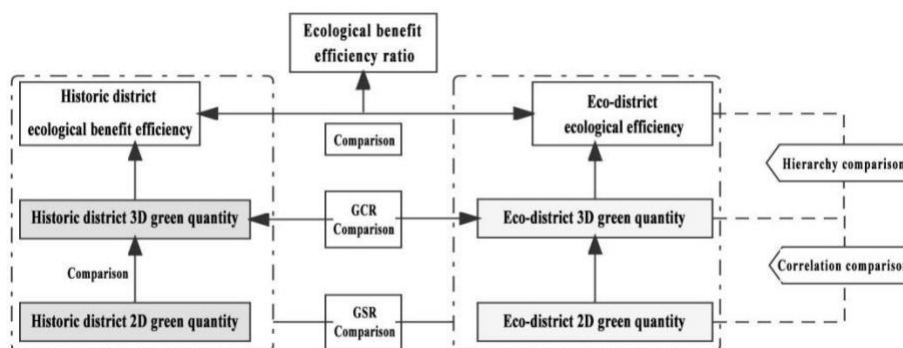 Ecological benefit
efficiency ratio
Historic district
ecological benefit efficiency
Eco-district
ecological efficiency
Comparison
Hierarchy comparison
Historic district 3D green quantity
GCR
Comparison
Eco-district 3D green quantity
Comparison
Correlation comparison
Historic district 2D green quantity
GSR
Comparison
Eco-district 2D green quantity